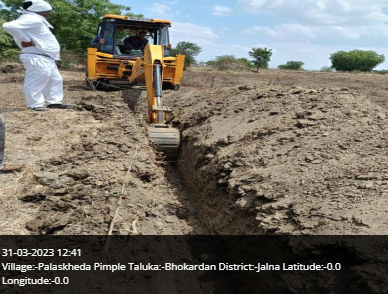 31-03-2023 12:41
Village:-Palaskheda Pimple Taluka:-Bhokardan District:-Jalna Latitude:-0.0
Longitude:-0.0